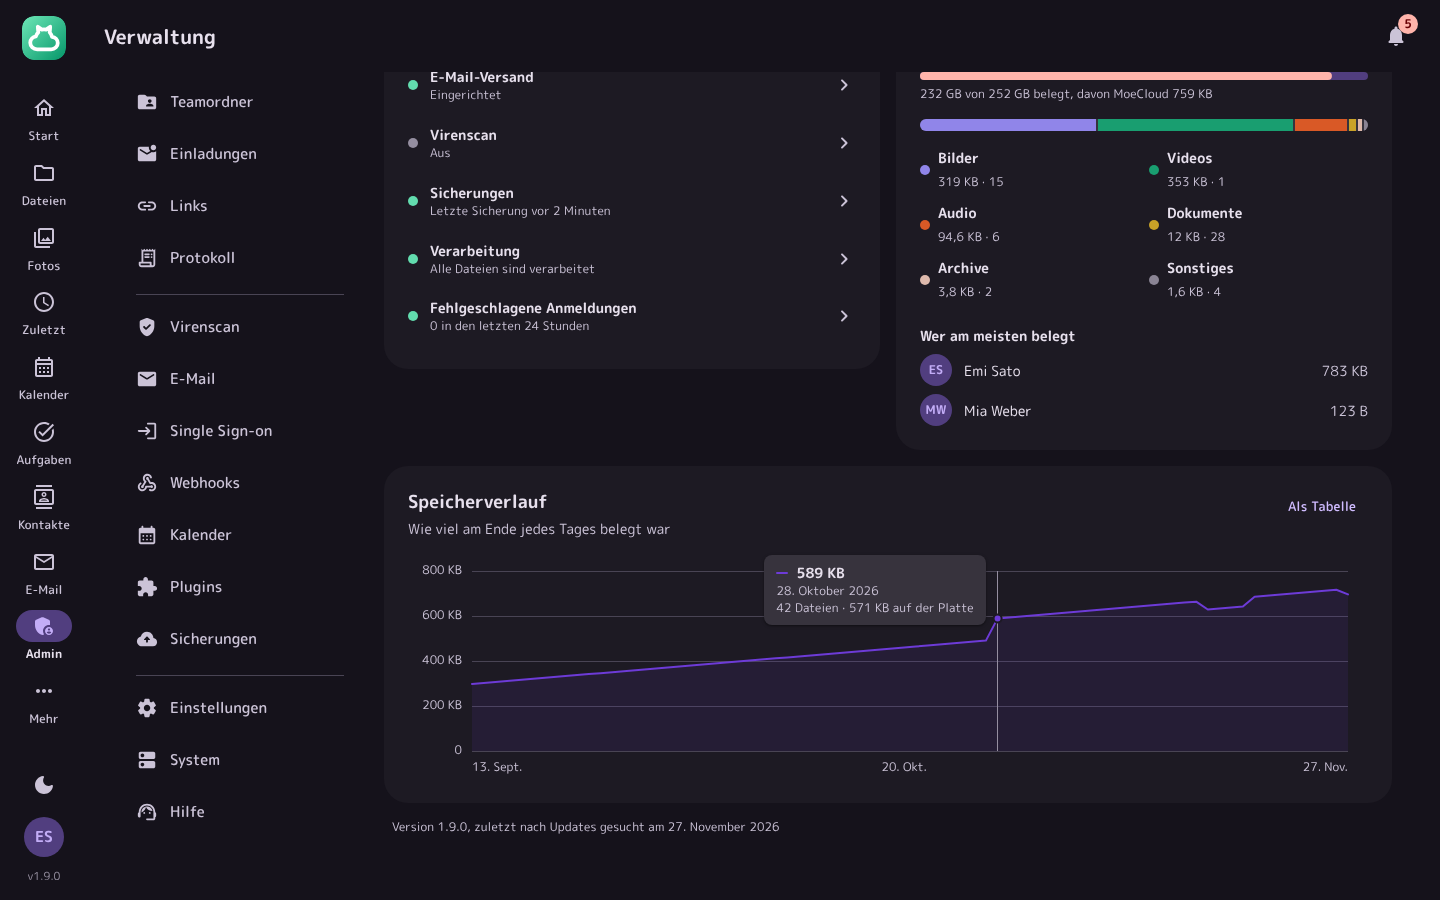 Verwaltung
5
Start
Dateien
Fotos
Zuletzt
Kalender
Aufgaben
Kontakte
E-Mail
Admin
Mehr
ES
v1.9.0
Teamordner
Einladungen
Links
Protokoll
Virenscan
E-Mail
Single Sign-on
Webhooks
Kalender
Plugins
Sicherungen
Einstellungen
System
Hilfe
E-Mail-Versand
Eingerichtet
Virenscan
Aus
Sicherungen
Letzte Sicherung vor 2 Minuten
Verarbeitung
Alle Dateien sind verarbeitet
Fehlgeschlagene Anmeldungen
0 in den letzten 24 Stunden
232 GB von 252 GB belegt, davon MoeCloud 759 KB
Bilder
319 KB · 15
Videos
353 KB · 1
Audio
94,6 KB · 6
Dokumente
12 KB · 28
Archive
3,8 KB · 2
Sonstiges
1,6 KB · 4
Wer am meisten belegt
ES Emi Sato 783 KB
MW Mia Weber 123 B
Speicherverlauf
Als Tabelle
Wie viel am Ende jedes Tages belegt war
589 KB
28. Oktober 2026
42 Dateien · 571 KB auf der Platte
800 KB
600 KB
400 KB
200 KB
0
13. Sept.
20. Okt.
27. Nov.
Version 1.9.0, zuletzt nach Updates gesucht am 27. November 2026